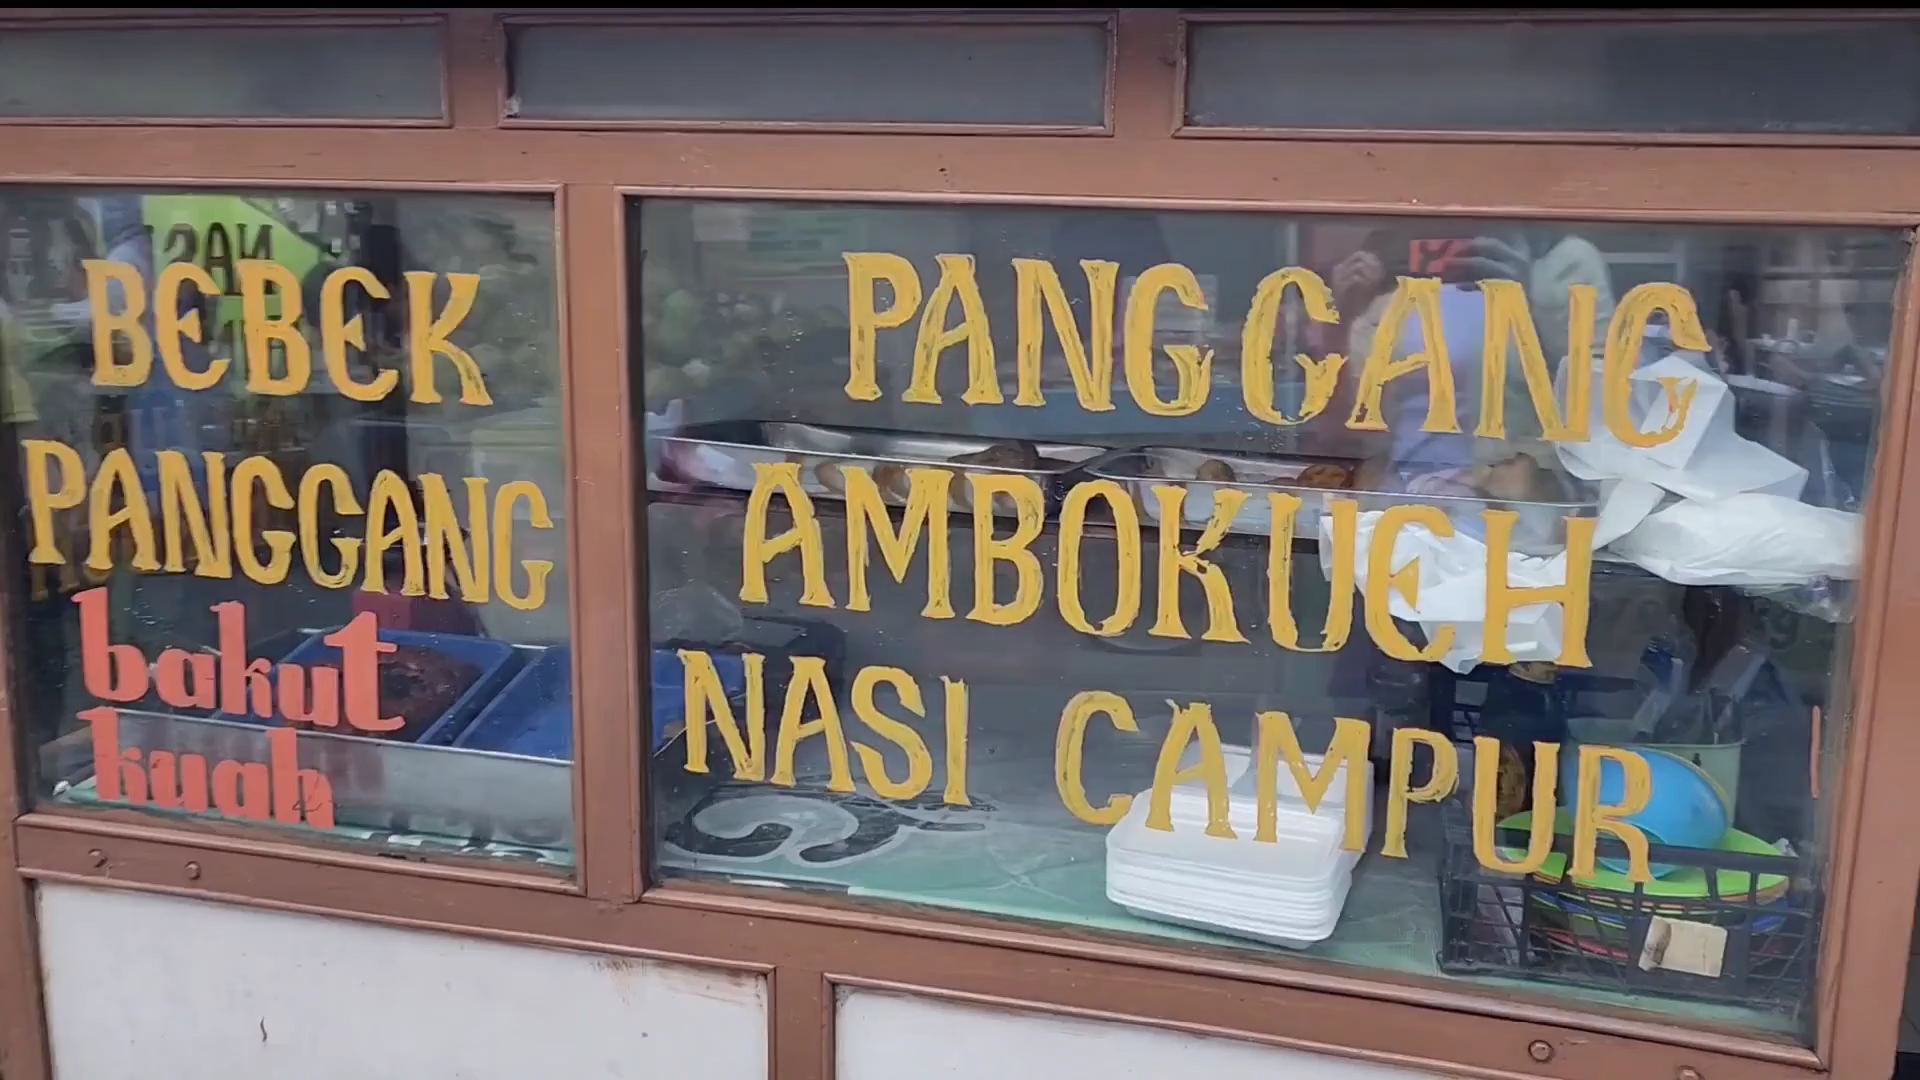 BEBEK
PANGGANG
bakut
kuah
PANGGANG
AMBOKUEH
NASI CAMPUR